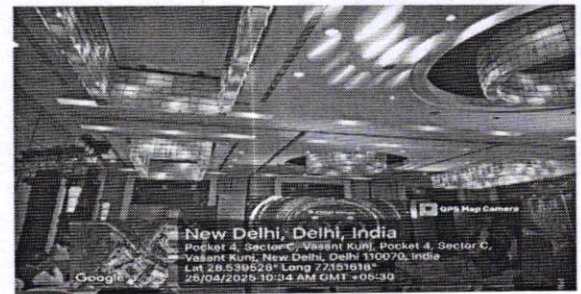 GPS Map Camera
New Delhi, Delhi, India
Pocket 4, Sector C, Vasant Kunj, Pocket 4, Sector C,
Vasant Kunj, New Delhi, Delhi 110070, India
Lat 28.539528° Long 77.151618°
25/04/2025 10:34 AM GMT +05:30
Google